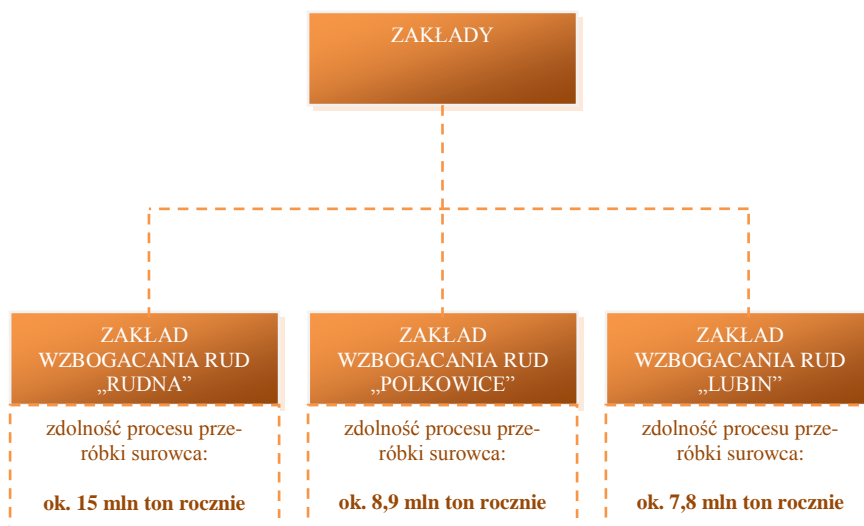 ZAKŁADY
ZAKŁAD
WZBOGACANIA RUD
„RUDNA”
zdolność procesu prze-
róbki surowca:
ok. 15 mln ton rocznie
ZAKŁAD
WZBOGACANIA RUD
„POLKOWICE”
zdolność procesu prze-
róbki surowca:
ok. 8,9 mln ton rocznie
ZAKŁAD
WZBOGACANIA RUD
„LUBIN”
zdolność procesu prze-
róbki surowca:
ok. 7,8 mln ton rocznie